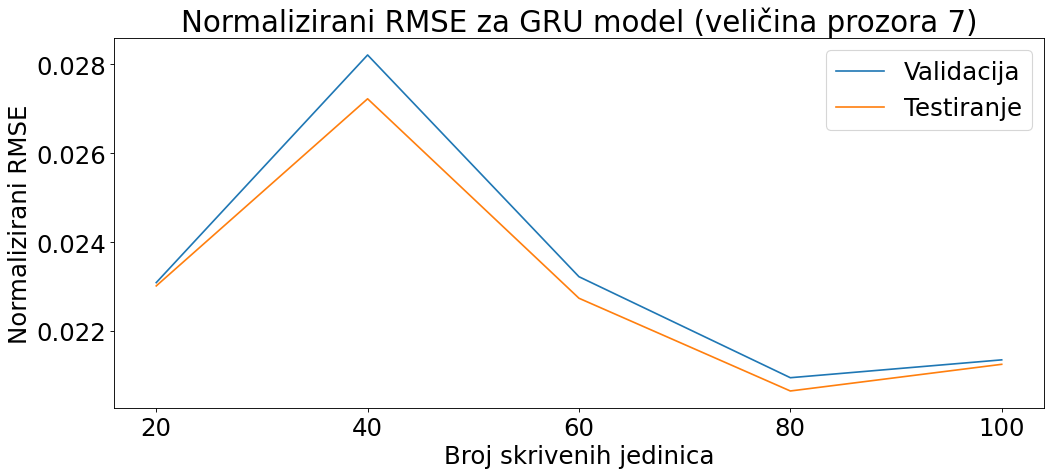 Normalizirani RMSE za GRU model (veličina prozora 7)
Validacija
Testiranje
Normalizirani RMSE
0.028
0.026
0.024
0.022
20 40 60 80 100
Broj skrivenih jedinica